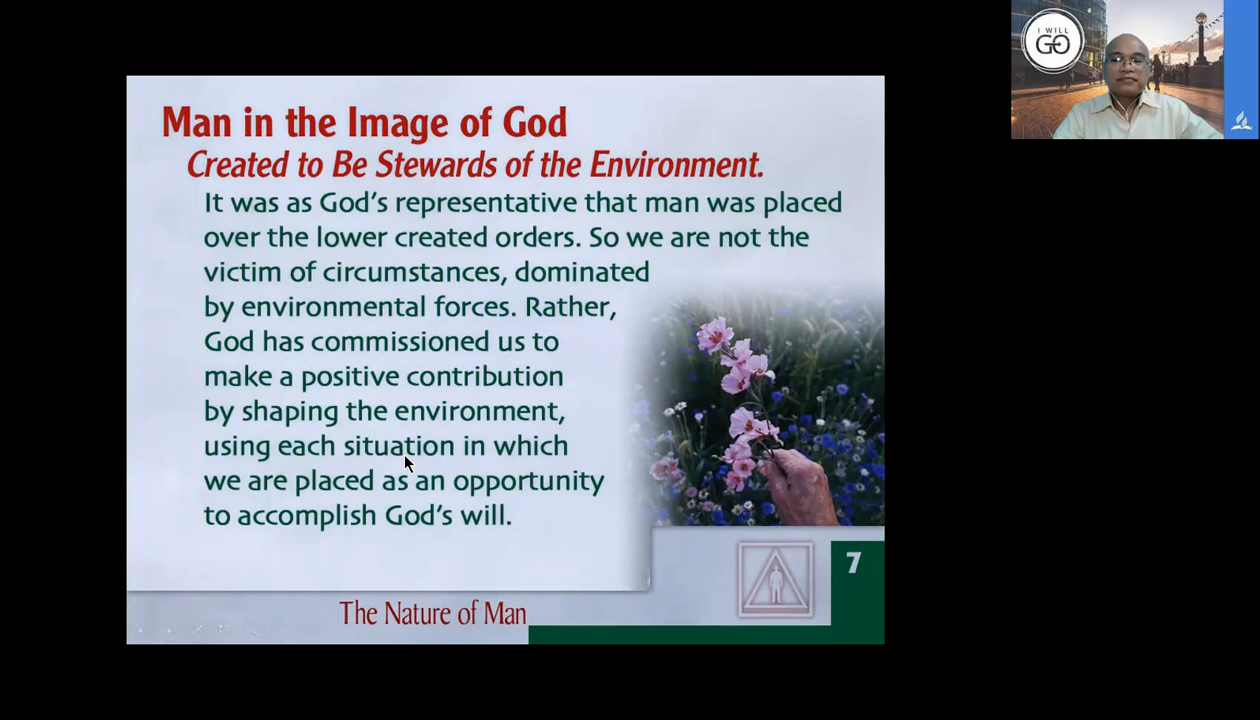 Man in the Image of God
Created to Be Stewards of the Environment.
It was as God's representative that man was placed
over the lower created orders. So we are not the
victim of circumstances, dominated
by environmental forces. Rather,
God has commissioned us to
make a positive contribution
by shaping the environment,
using each situation in which
we are placed as an opportunity
to accomplish God's will.
7
The Nature of Man
I WILL
GO